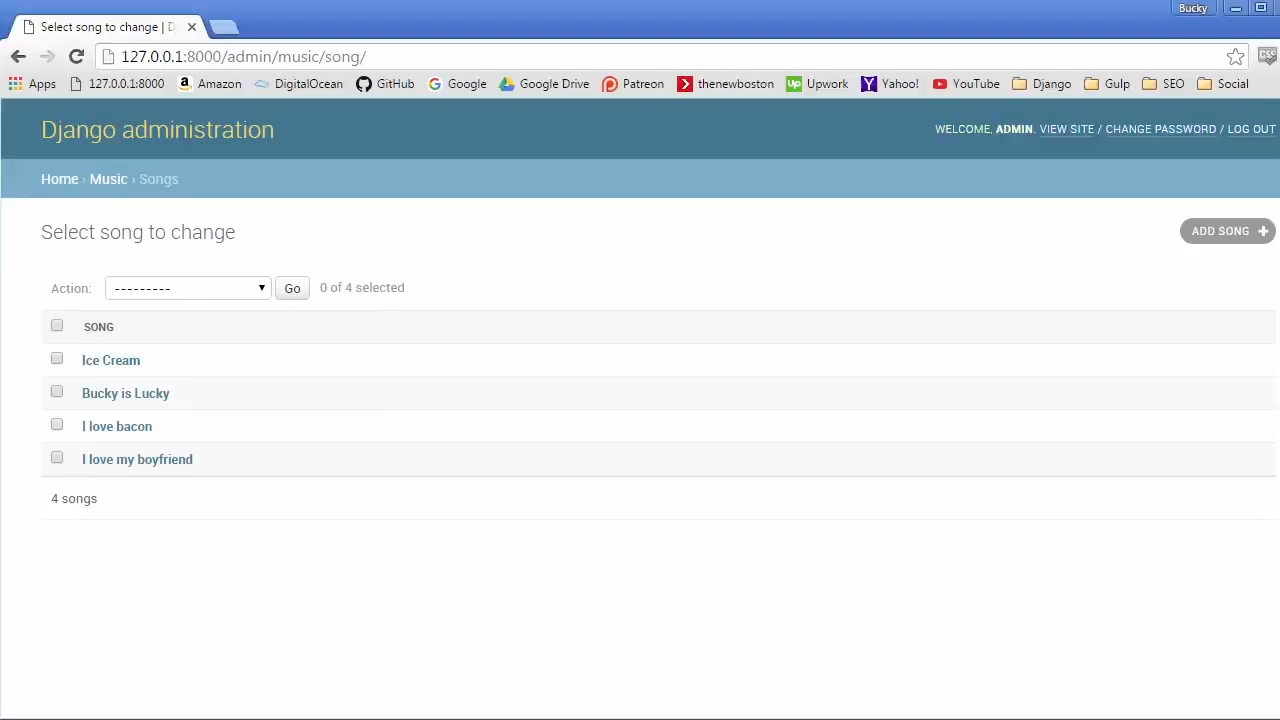 Bucky
Select song to change | D
127.0.0.1:8000/admin/music/song/
CSS
Apps 127.0.0.1:8000 Amazon DigitalOcean GitHub Google Google Drive Patreon thenewboston Up Upwork Yahoo! YouTube Django Gulp SEO Social
Django administration
WELCOME, ADMIN. VIEW SITE / CHANGE PASSWORD / LOG OUT
Home › Music › Songs
Select song to change
ADD SONG +
Action: --------- Go 0 of 4 selected
SONG
Ice Cream
Bucky is Lucky
I love bacon
I love my boyfriend
4 songs